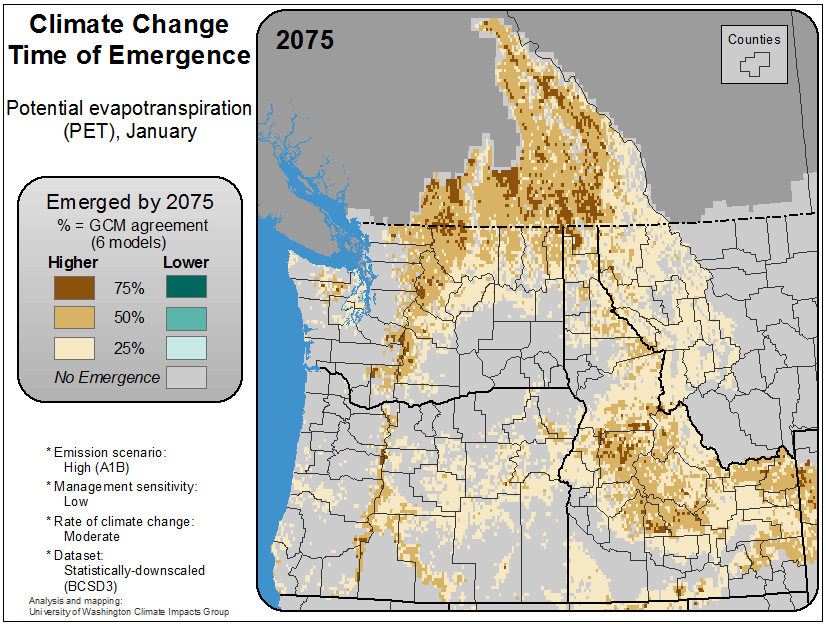 Climate Change
Time of Emergence
Potential evapotranspiration
(PET), January
Emerged by 2075
% = GCM agreement
(6 models)
Higher Lower
75%
50%
25%
No Emergence
* Emission scenario:
High (A1B)
* Management sensitivity:
Low
* Rate of climate change:
Moderate
* Dataset:
Statistically-downscaled
(BCSD3)
Analysis and mapping:
University of Washington Climate Impacts Group
2075
Counties